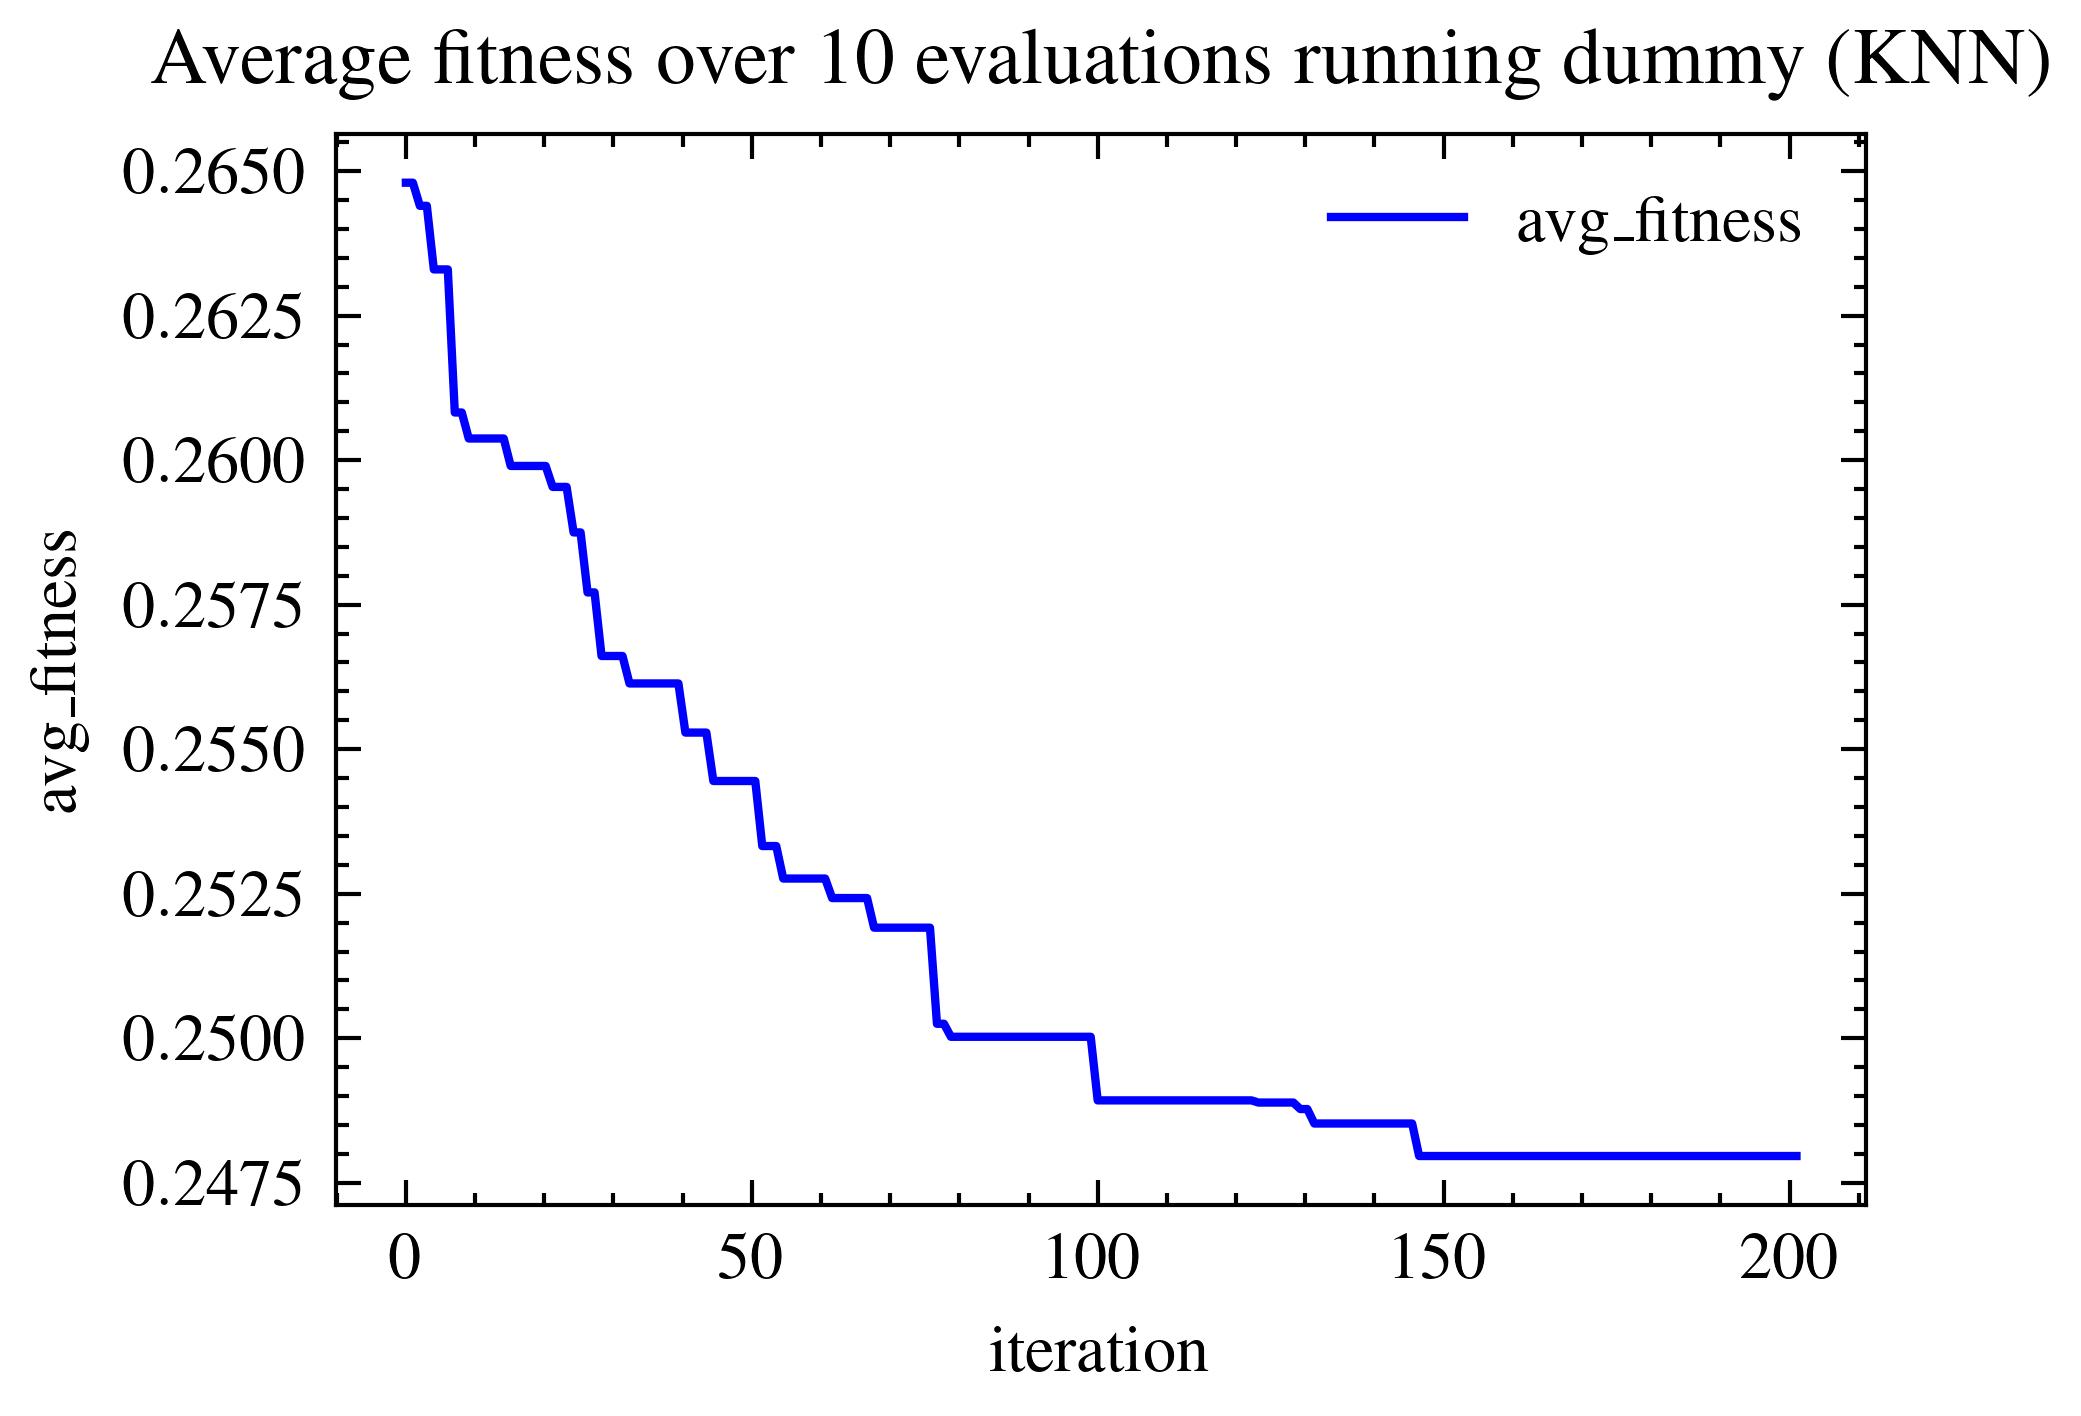 Average fitness over 10 evaluations running dummy (KNN)
avg_fitness
0.2650
0.2625
0.2600
0.2575
0.2550
0.2525
0.2500
0.2475
avg_fitness
0 50 100 150 200
iteration